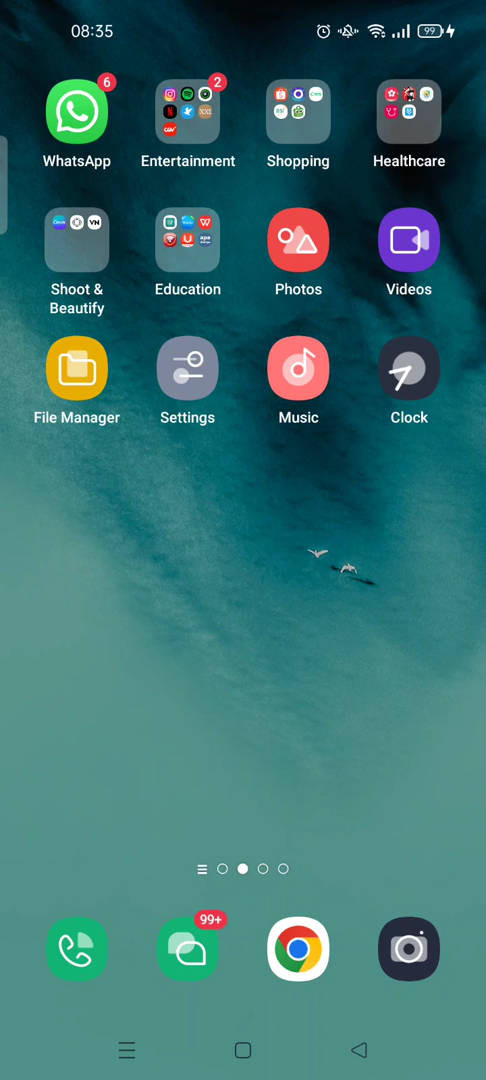 08:35
99
6
2
WhatsApp
Entertainment
Shopping
Healthcare
Shoot &
Beautify
Education
Photos
Videos
File Manager
Settings
Music
Clock
99+